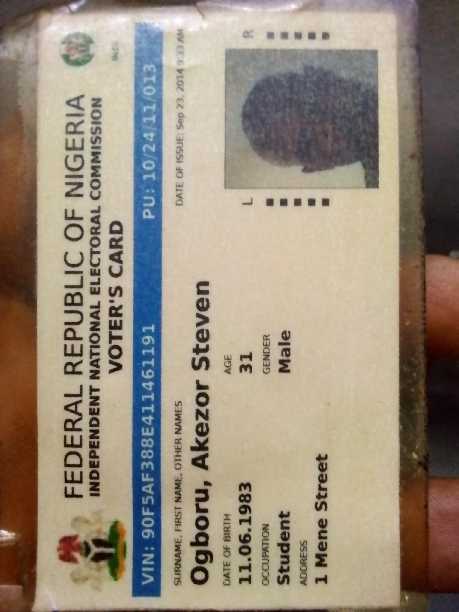 FEDERAL REPUBLIC OF NIGERIA
INDEPENDENT NATIONAL ELECTORAL COMMISSION
VOTER'S CARD
VIN: 90F5AF388E411461191 PU: 10/24/11/013
DATE OF ISSUE: Sep 23, 2014 9:33 AM
SURNAME, FIRST NAME, OTHER NAMES
Ogboru, Akezor Steven
DATE OF BIRTH AGE
11.06.1983 31
OCCUPATION GENDER
Student Male
ADDRESS
1 Mene Street
L R